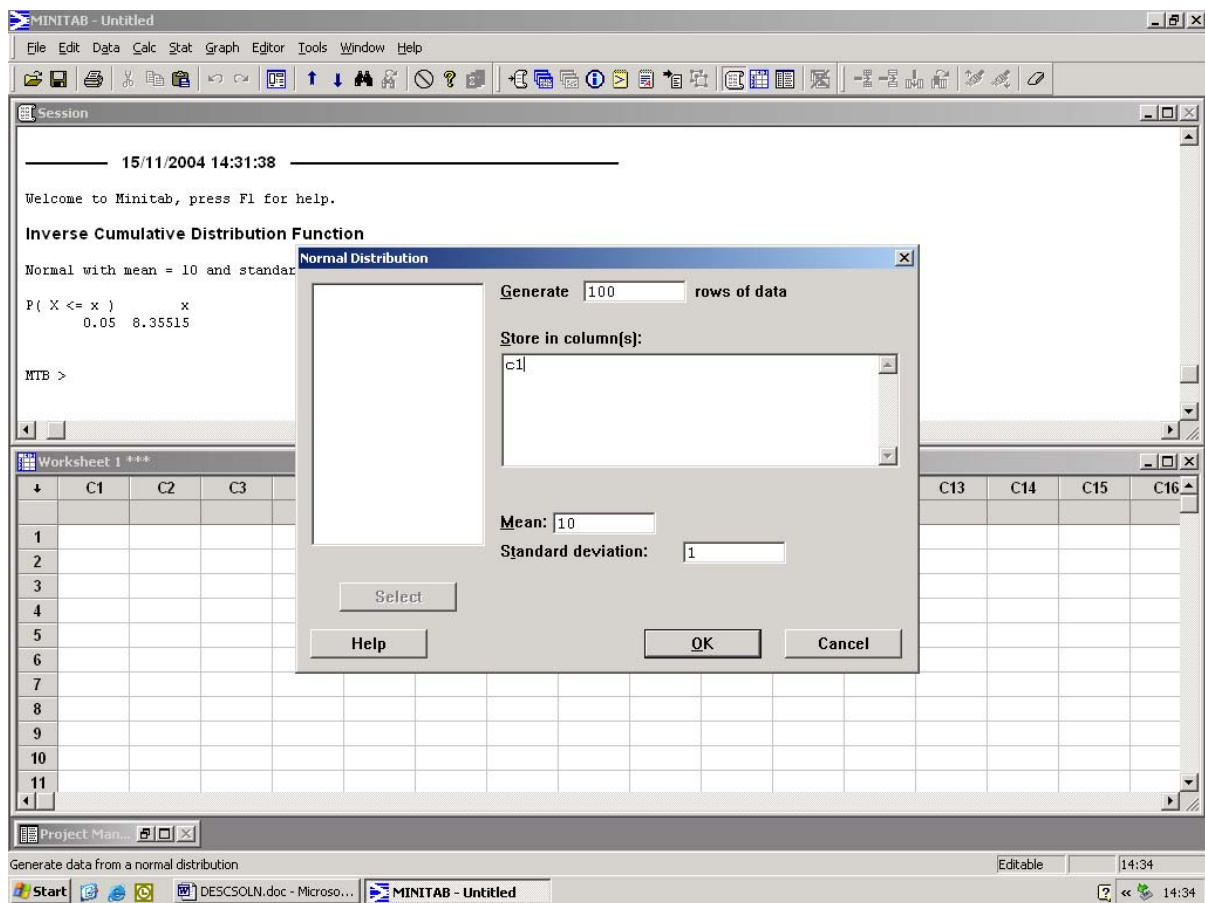 MINITAB - Untitled
File Edit Data Calc Stat Graph Editor Tools Window Help
Session
15/11/2004 14:31:38
Welcome to Minitab, press F1 for help.
Inverse Cumulative Distribution Function
Normal with mean = 10 and standar
P( X <= x ) x
0.05 8.35515
MTB >
Normal Distribution
Generate 100 rows of data
Store in column(s):
c1
Mean: 10
Standard deviation: 1
Select
Help OK Cancel
Worksheet 1 ***
C1 C2 C3 C13 C14 C15 C16
1
2
3
4
5
6
7
8
9
10
11
Project Man...
Generate data from a normal distribution Editable 14:34
Start DESCSOLN.doc - Microso... MINITAB - Untitled 14:34